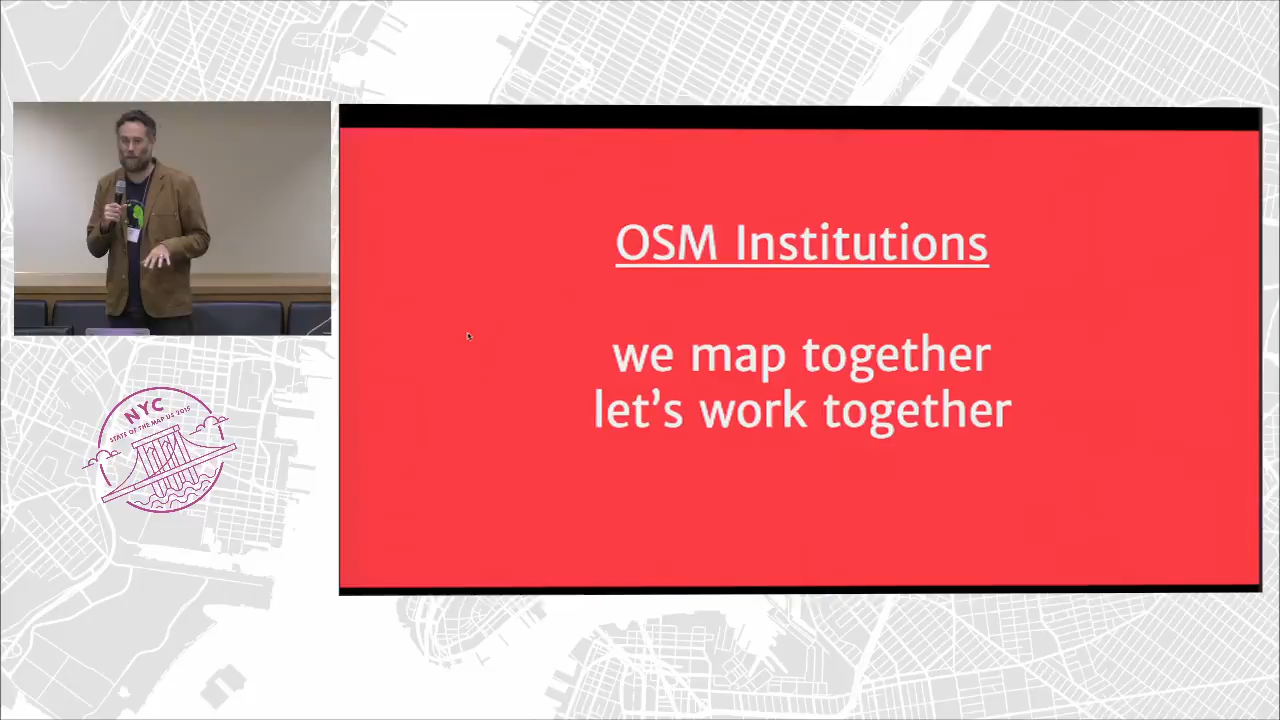 OSM Institutions
we map together
let's work together
NYC
STATE OF THE MAP US 2015